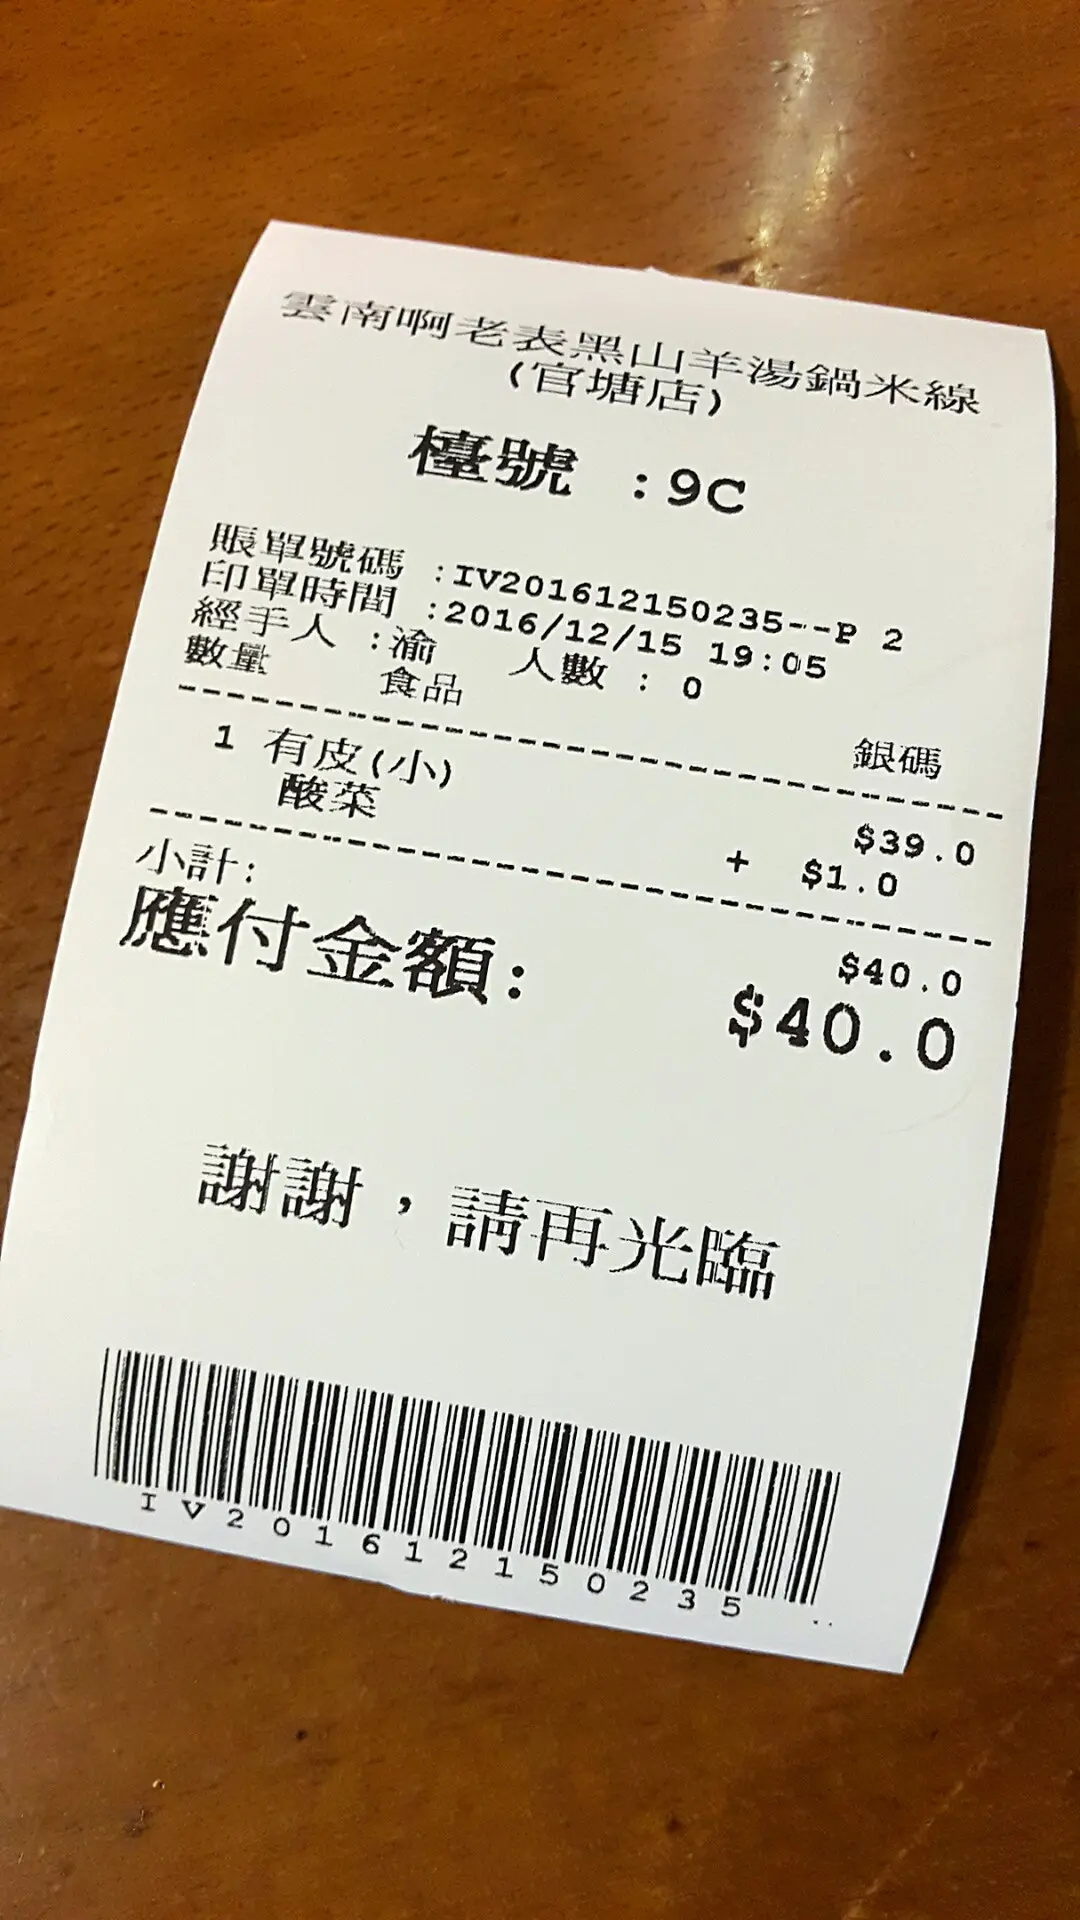 雲南啊老表黑山羊湯鍋米線
(官塘店)
檯號 :9C
賬單號碼 :IV201612150235--P 2
印單時間 :2016/12/15 19:05
經手人 :渝 人數 : 0
數量 食品 銀碼
1 有皮(小) $39.0
酸菜 + $1.0
小計: $40.0
應付金額: $40.0
謝謝，請再光臨
IV201612150235